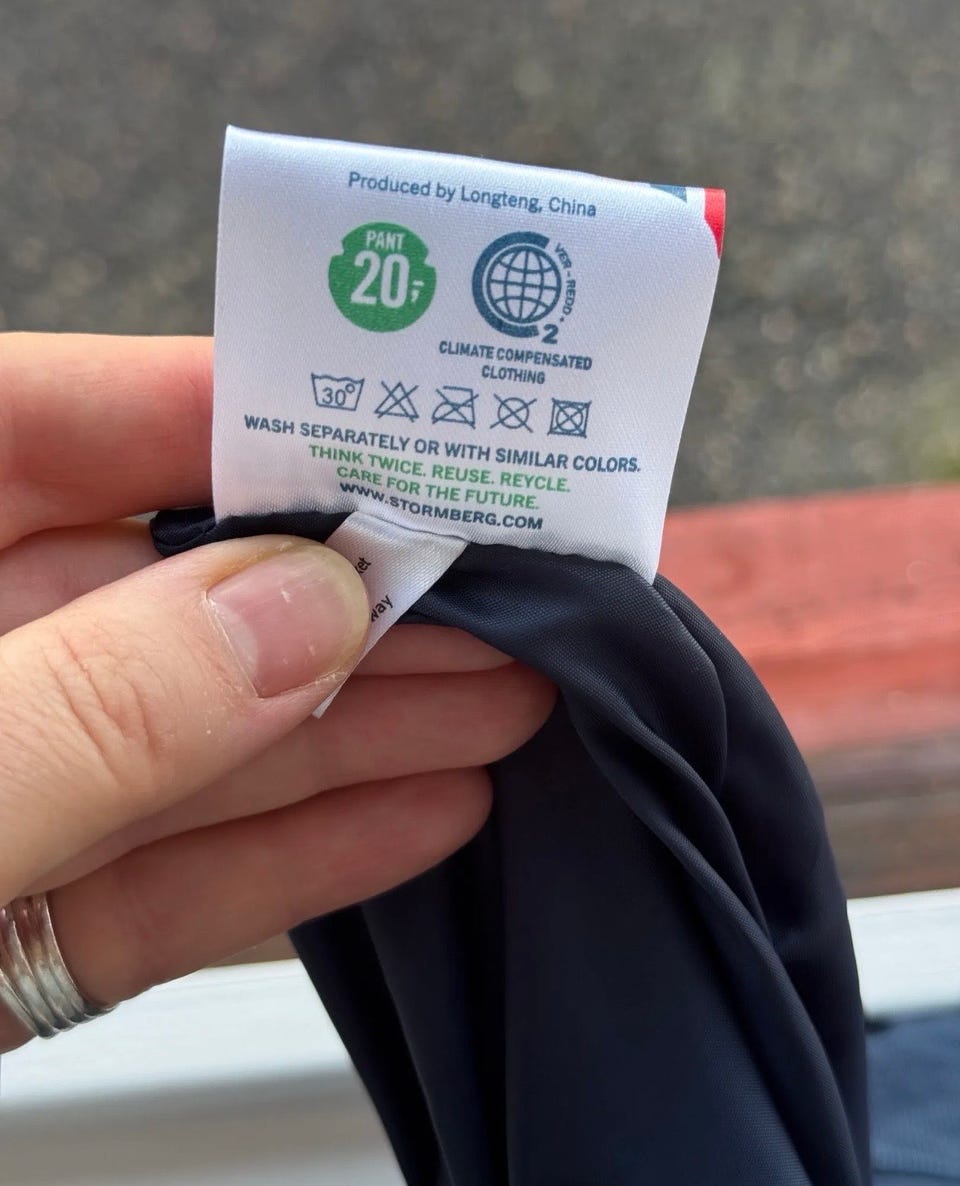 Produced by Longteng, China
PANT
20,-
VER - REDD+
2
CLIMATE COMPENSATED
CLOTHING
30°
WASH SEPARATELY OR WITH SIMILAR COLORS.
THINK TWICE. REUSE. REYCLE.
CARE FOR THE FUTURE.
WWW.STORMBERG.COM